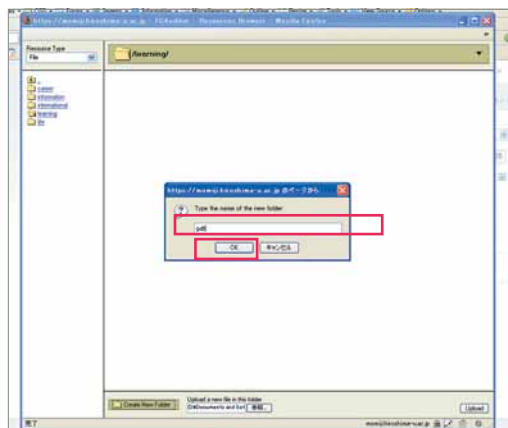 https://momiji.hiroshima-u.ac.jp - FCKeditor - Resources Browser - Mozilla Firefox
Resource Type
File
/learning/
..
career
information
international
learning
life
https://momiji.hiroshima-u.ac.jp のページから
Type the name of the new folder:
pdf
OK
キャンセル
Create New Folder
Upload a new file in this folder
D:\Documents and Set
参照...
Upload
完了
momiji.hiroshima-u.ac.jp